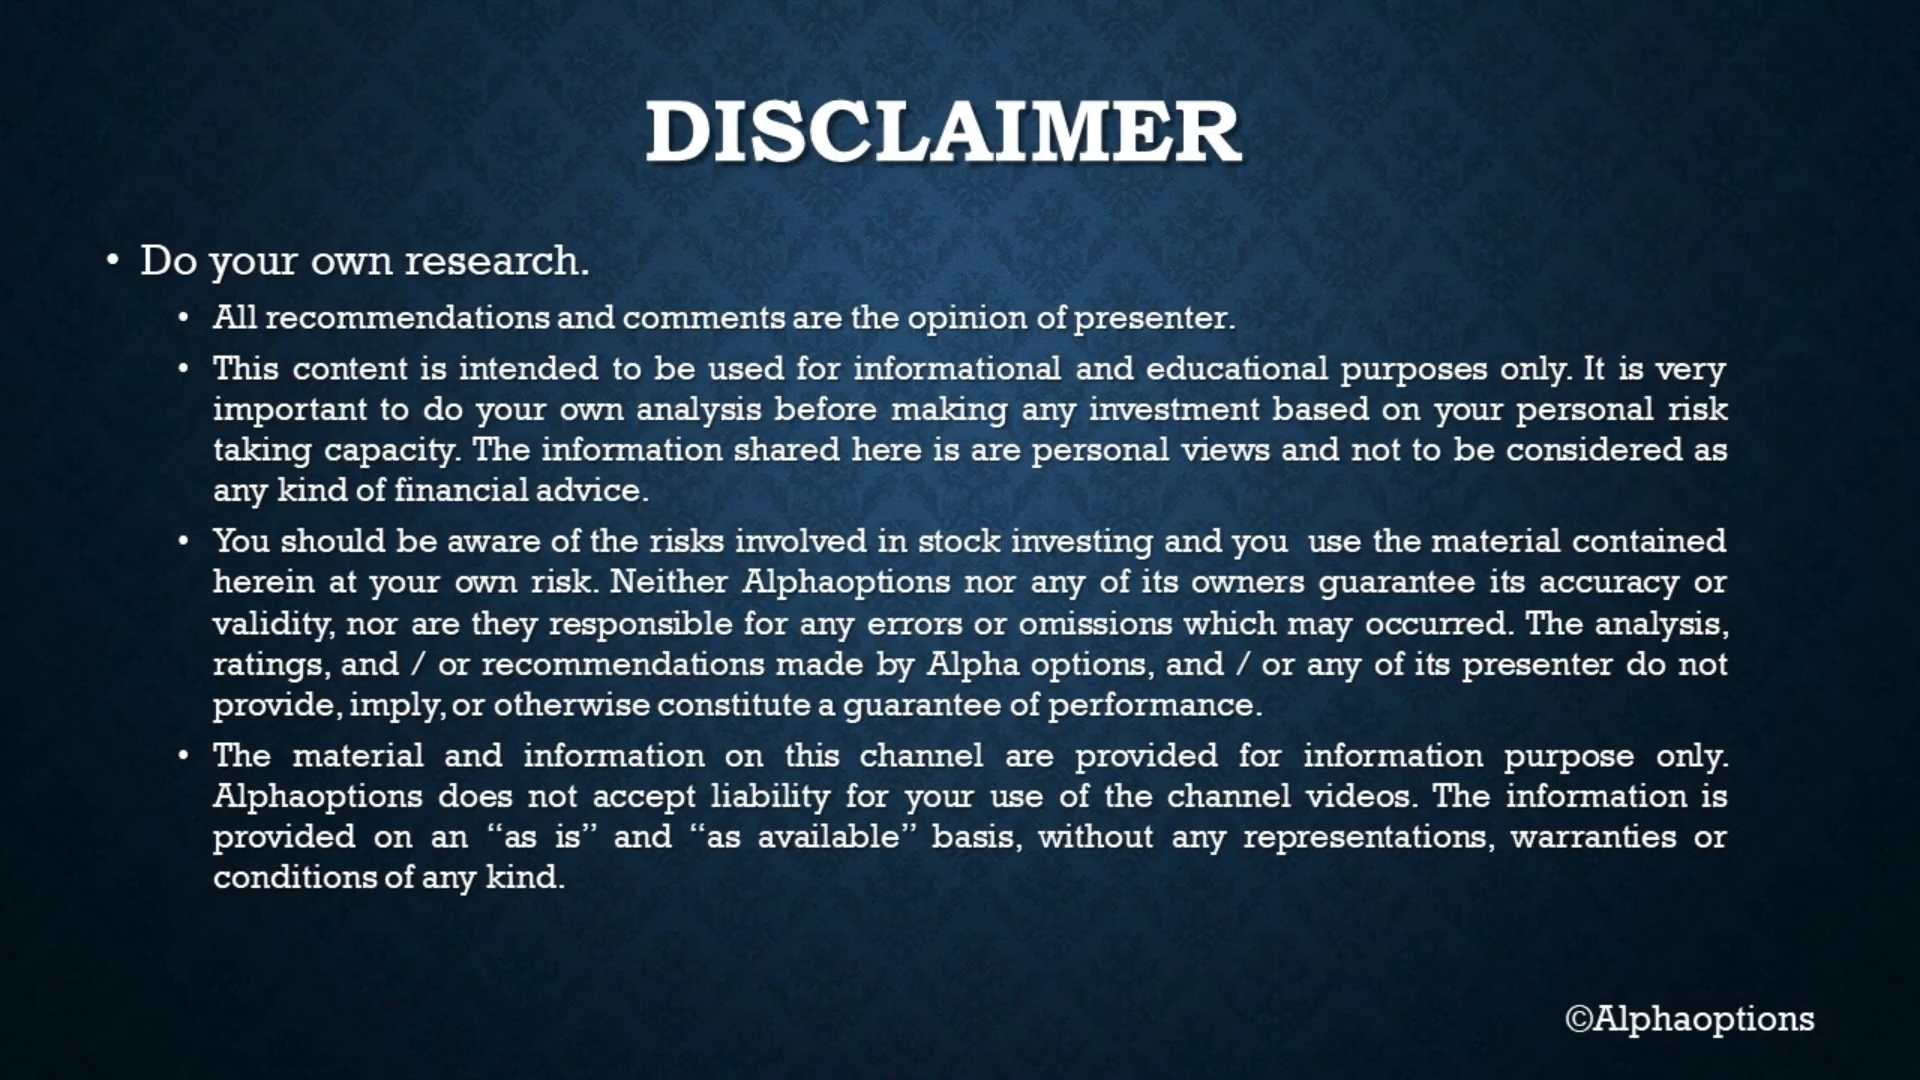 DISCLAIMER
• Do your own research.
• All recommendations and comments are the opinion of presenter.
• This content is intended to be used for informational and educational purposes only. It is very
important to do your own analysis before making any investment based on your personal risk
taking capacity. The information shared here is are personal views and not to be considered as
any kind of financial advice.
• You should be aware of the risks involved in stock investing and you  use the material contained
herein at your own risk. Neither Alphaoptions nor any of its owners guarantee its accuracy or
validity, nor are they responsible for any errors or omissions which may occurred. The analysis,
ratings, and / or recommendations made by Alpha options, and / or any of its presenter do not
provide, imply, or otherwise constitute a guarantee of performance.
• The material and information on this channel are provided for information purpose only.
Alphaoptions does not accept liability for your use of the channel videos. The information is
provided on an “as is” and “as available” basis, without any representations, warranties or
conditions of any kind.
©Alphaoptions